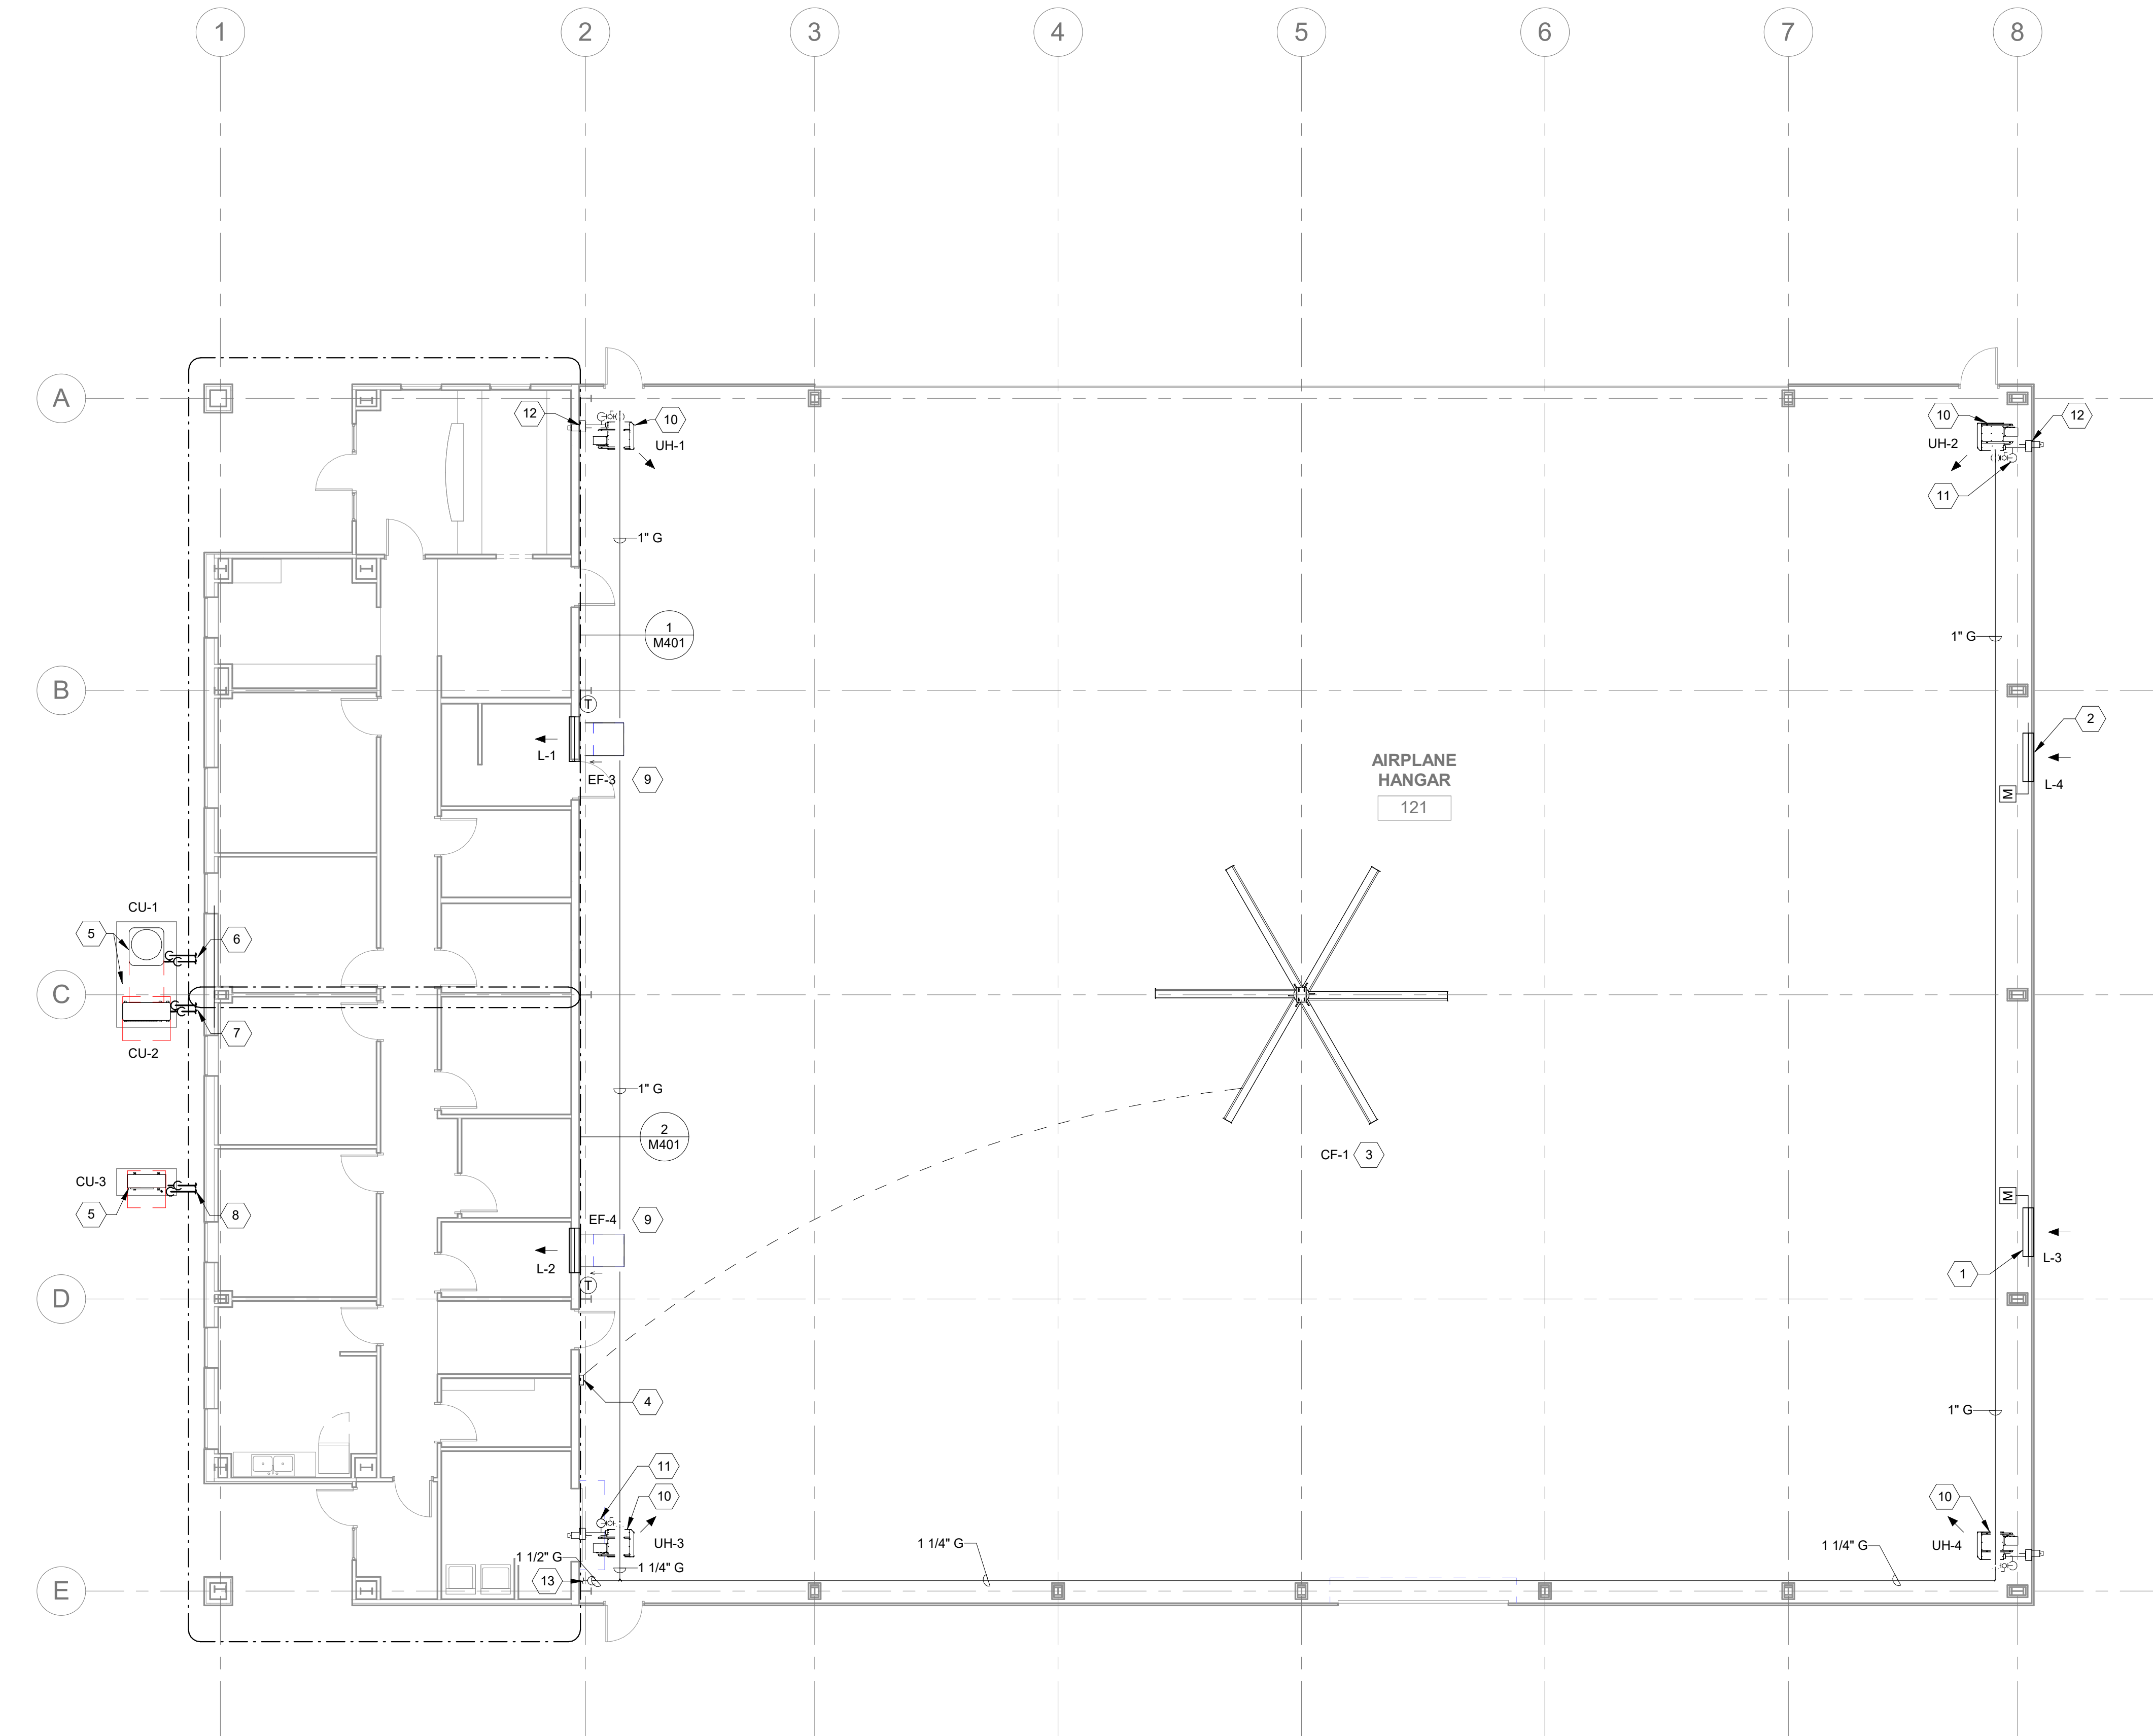 1
2
3
4
5
6
7
8
A
12
10
UH-1
10
12
UH-2
11
1" G
1
M401
1" G
B
T
2
L-1
EF-3
9
AIRPLANE
HANGAR
121
L-4
M
CU-1
5
6
C
7
CU-2
1" G
2
M401
CF-1
3
CU-3
5
8
M
EF-4
9
L-2
T
L-3
1
D
4
1" G
11
10
10
UH-3
1 1/4" G
1 1/4" G
UH-4
1 1/2" G
1 1/4" G
13
E